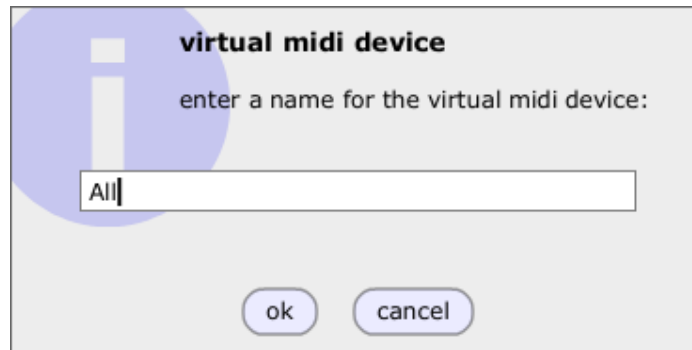 virtual midi device
enter a name for the virtual midi device:
All
ok
cancel